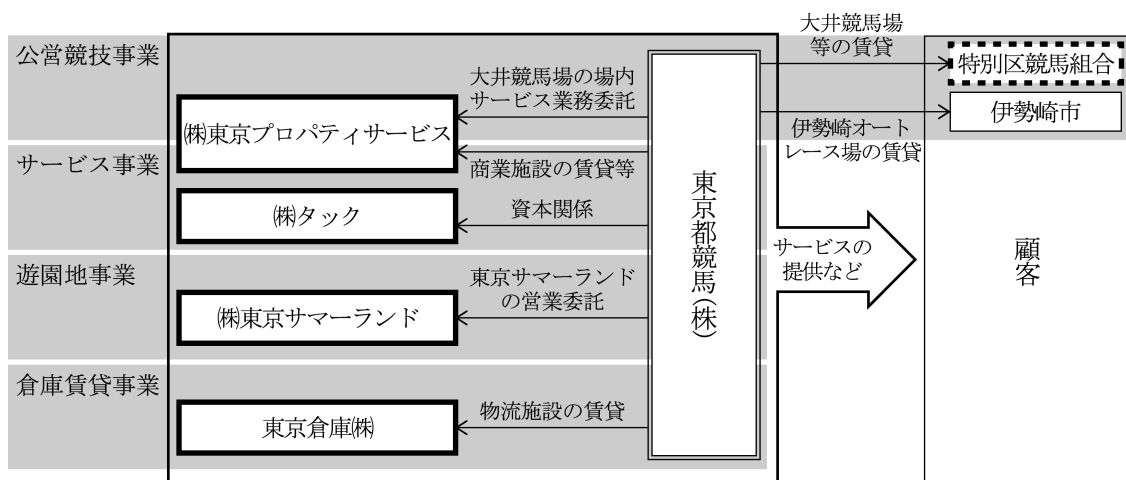 大井競馬場
等の賃貸
公営競技事業
特別区競馬組合
大井競馬場の場内
サービス業務委託
伊勢崎市
㈱東京プロパティサービス
伊勢崎オート
レース場の賃貸
サービス事業
商業施設の賃貸等
㈱タック
資本関係
東京都競馬(株)
サービスの
提供など
顧客
遊園地事業
東京サマーランド
の営業委託
㈱東京サマーランド
倉庫賃貸事業
物流施設の賃貸
東京倉庫㈱